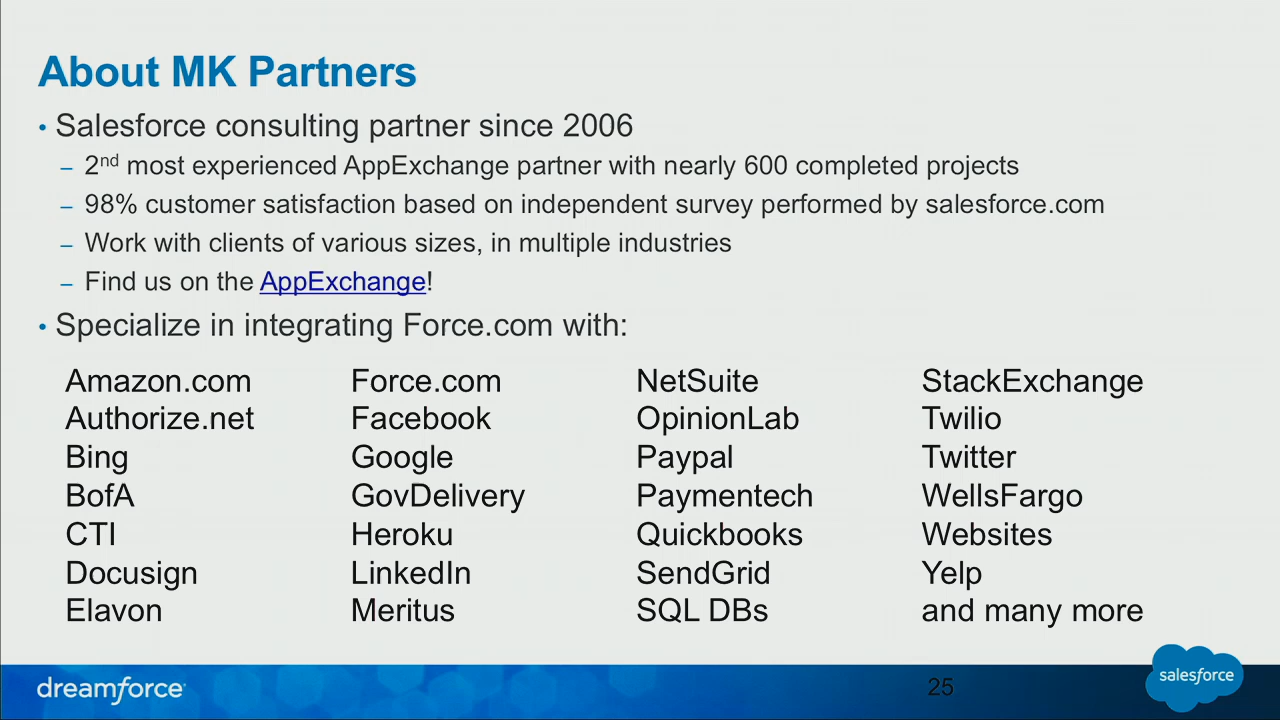 About MK Partners
• Salesforce consulting partner since 2006
– 2nd most experienced AppExchange partner with nearly 600 completed projects
– 98% customer satisfaction based on independent survey performed by salesforce.com
– Work with clients of various sizes, in multiple industries
– Find us on the AppExchange!
• Specialize in integrating Force.com with:
Amazon.com Force.com NetSuite StackExchange
Authorize.net Facebook OpinionLab Twilio
Bing Google Paypal Twitter
BofA GovDelivery Paymentech WellsFargo
CTI Heroku Quickbooks Websites
Docusign LinkedIn SendGrid Yelp
Elavon Meritus SQL DBs and many more
dreamforce 25 salesforce